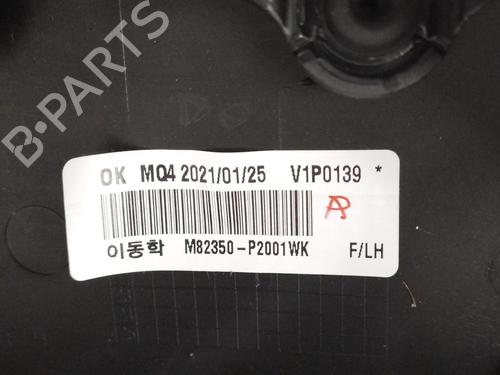 B-PARTS
OK MQ4 2021/01/25 V1P0139 *
이동학 M82350-P2001WK F/LH